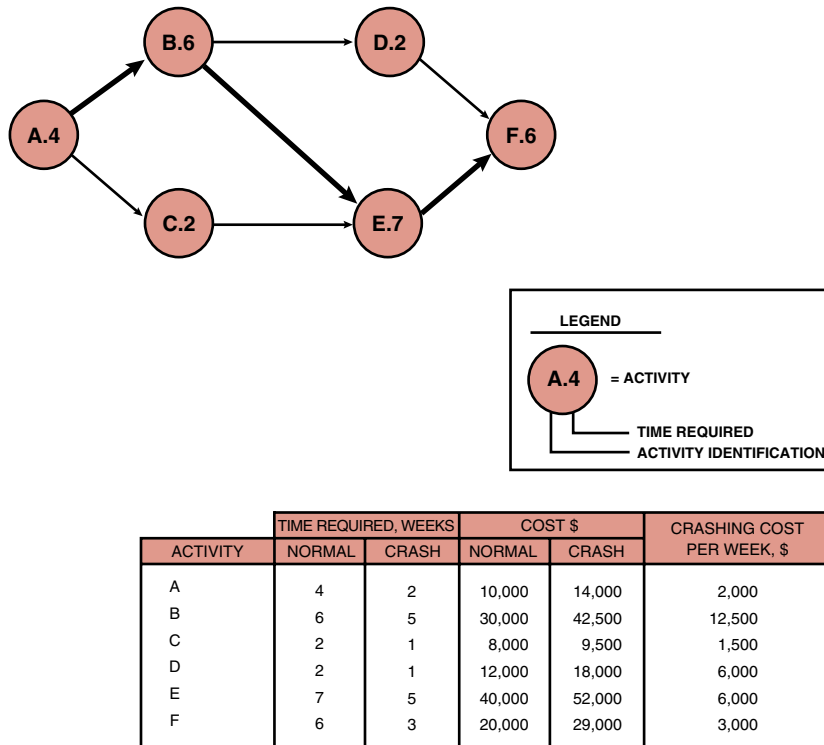 B.6
D.2
A.4
F.6
C.2
E.7
LEGEND
A.4
= ACTIVITY
TIME REQUIRED
ACTIVITY IDENTIFICATION
TIME REQUIRED, WEEKS COST $ CRASHING COST PER WEEK, $
ACTIVITY NORMAL CRASH NORMAL CRASH
A 4 2 10,000 14,000 2,000
B 6 5 30,000 42,500 12,500
C 2 1 8,000 9,500 1,500
D 2 1 12,000 18,000 6,000
E 7 5 40,000 52,000 6,000
F 6 3 20,000 29,000 3,000